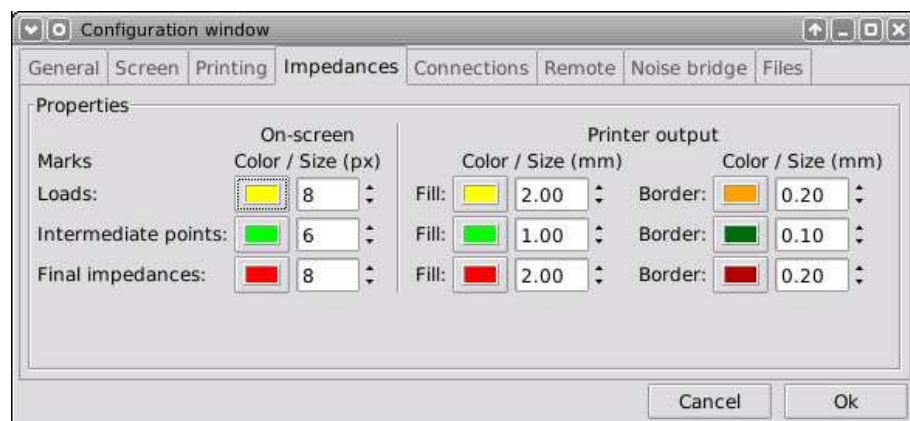 Configuration window
General Screen Printing Impedances Connections Remote Noise bridge Files
Properties
On-screen Printer output
Marks Color / Size (px) Color / Size (mm) Color / Size (mm)
Loads: 8 Fill: 2.00 Border: 0.20
Intermediate points: 6 Fill: 1.00 Border: 0.10
Final impedances: 8 Fill: 2.00 Border: 0.20
Cancel Ok